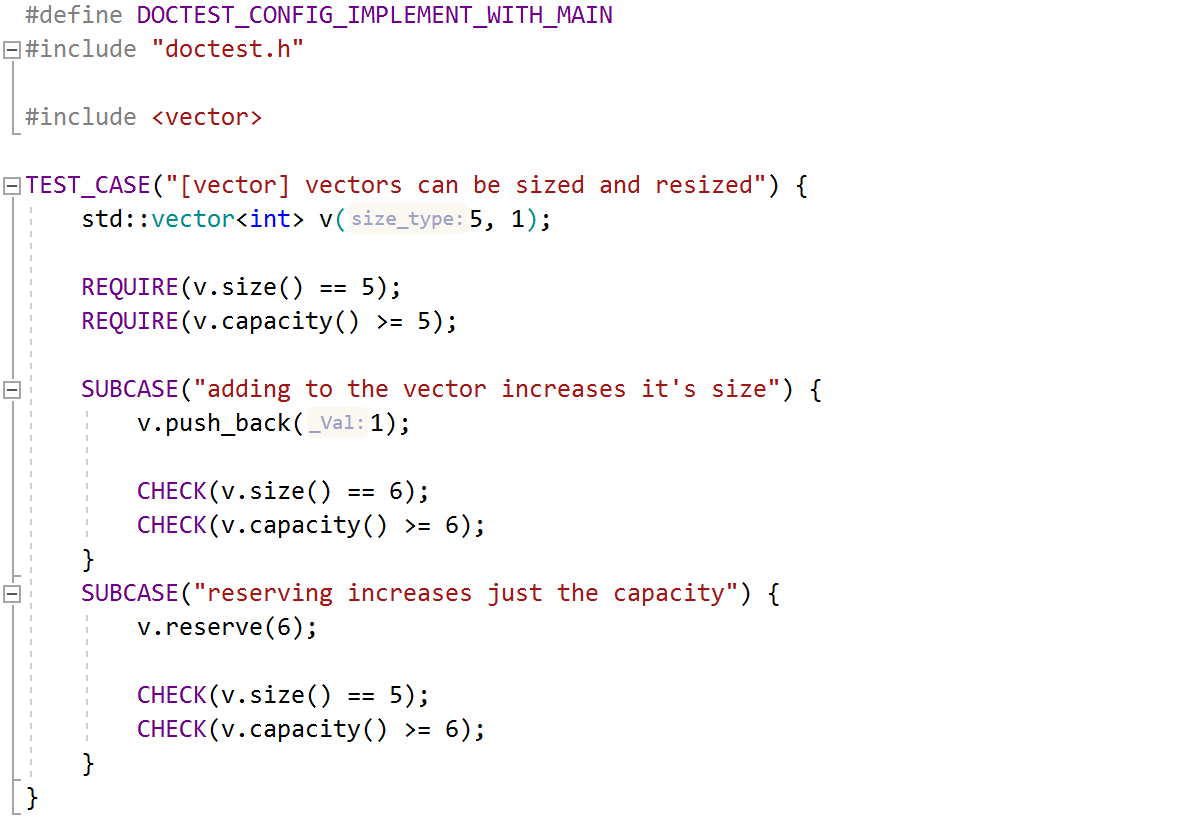 #define DOCTEST_CONFIG_IMPLEMENT_WITH_MAIN
#include "doctest.h"
#include <vector>
TEST_CASE("[vector] vectors can be sized and resized") {
std::vector<int> v(size_type:5, 1);
REQUIRE(v.size() == 5);
REQUIRE(v.capacity() >= 5);
SUBCASE("adding to the vector increases it's size") {
v.push_back(_Val:1);
CHECK(v.size() == 6);
CHECK(v.capacity() >= 6);
}
SUBCASE("reserving increases just the capacity") {
v.reserve(6);
CHECK(v.size() == 5);
CHECK(v.capacity() >= 6);
}
}